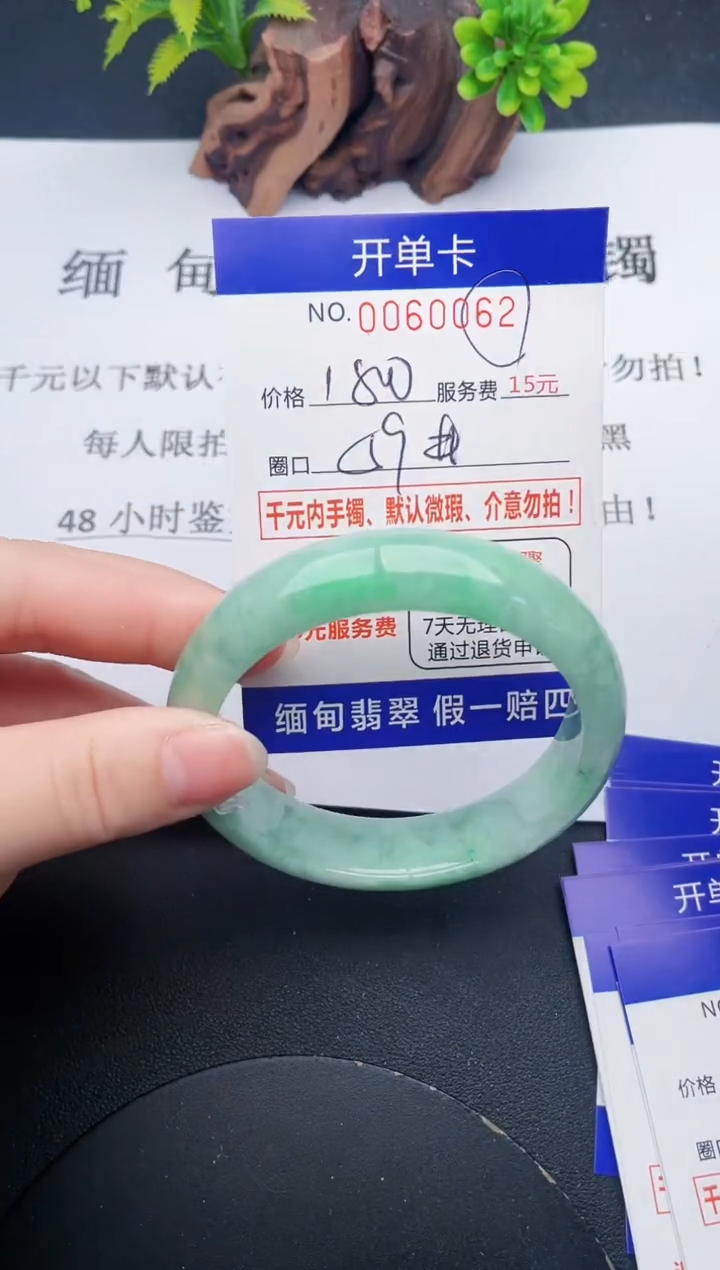 缅甸
镯
开单卡
NO. 0060062
千元以下默认
勿拍！
价格 180 服务费 15元
每人限拍
黑
圈口 59
48 小时鉴
由！
千元内手镯、默认微瑕、介意勿拍！
元服务费
7天无理
通过退货申
缅甸翡翠 假一赔四
开单
NO
价格
圈
千